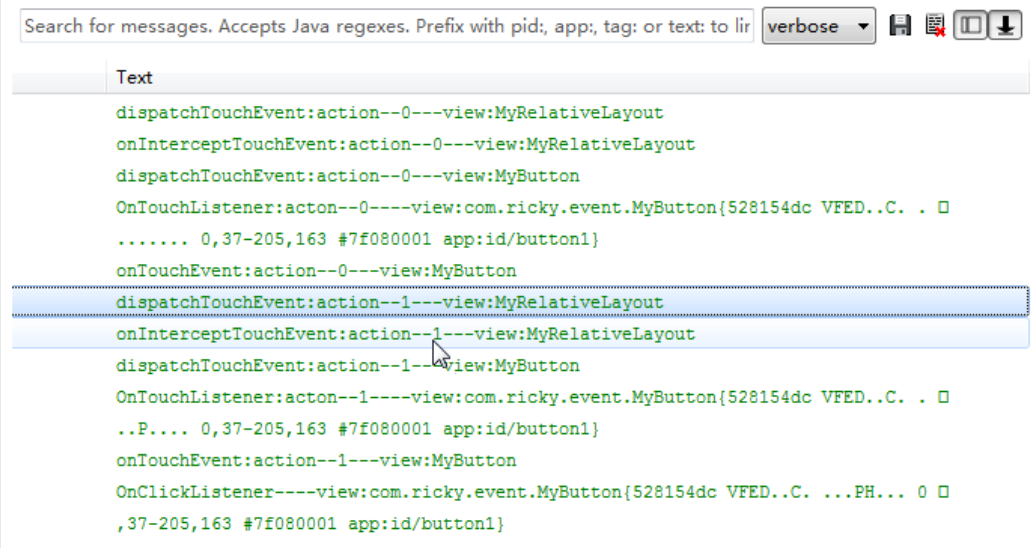 Search for messages. Accepts Java regexes. Prefix with pid:, app:, tag: or text: to lir
verbose
Text
dispatchTouchEvent:action--0---view:MyRelativeLayout
onInterceptTouchEvent:action--0---view:MyRelativeLayout
dispatchTouchEvent:action--0---view:MyButton
OnTouchListener:acton--0----view:com.ricky.event.MyButton{528154dc VFED..C. . □
....... 0,37-205,163 #7f080001 app:id/button1}
onTouchEvent:action--0---view:MyButton
dispatchTouchEvent:action--1---view:MyRelativeLayout
onInterceptTouchEvent:action--1---view:MyRelativeLayout
dispatchTouchEvent:action--1---view:MyButton
OnTouchListener:acton--1----view:com.ricky.event.MyButton{528154dc VFED..C. . □
..P.... 0,37-205,163 #7f080001 app:id/button1}
onTouchEvent:action--1---view:MyButton
OnClickListener----view:com.ricky.event.MyButton{528154dc VFED..C. ...PH... 0 □
,37-205,163 #7f080001 app:id/button1}